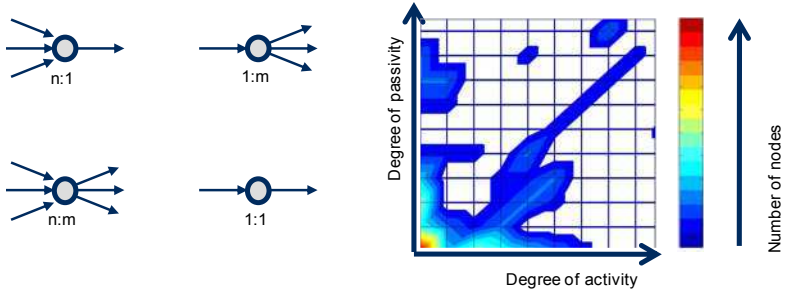 n:1
1:m
n:m
1:1
Degree of passivity
Degree of activity
Number of nodes